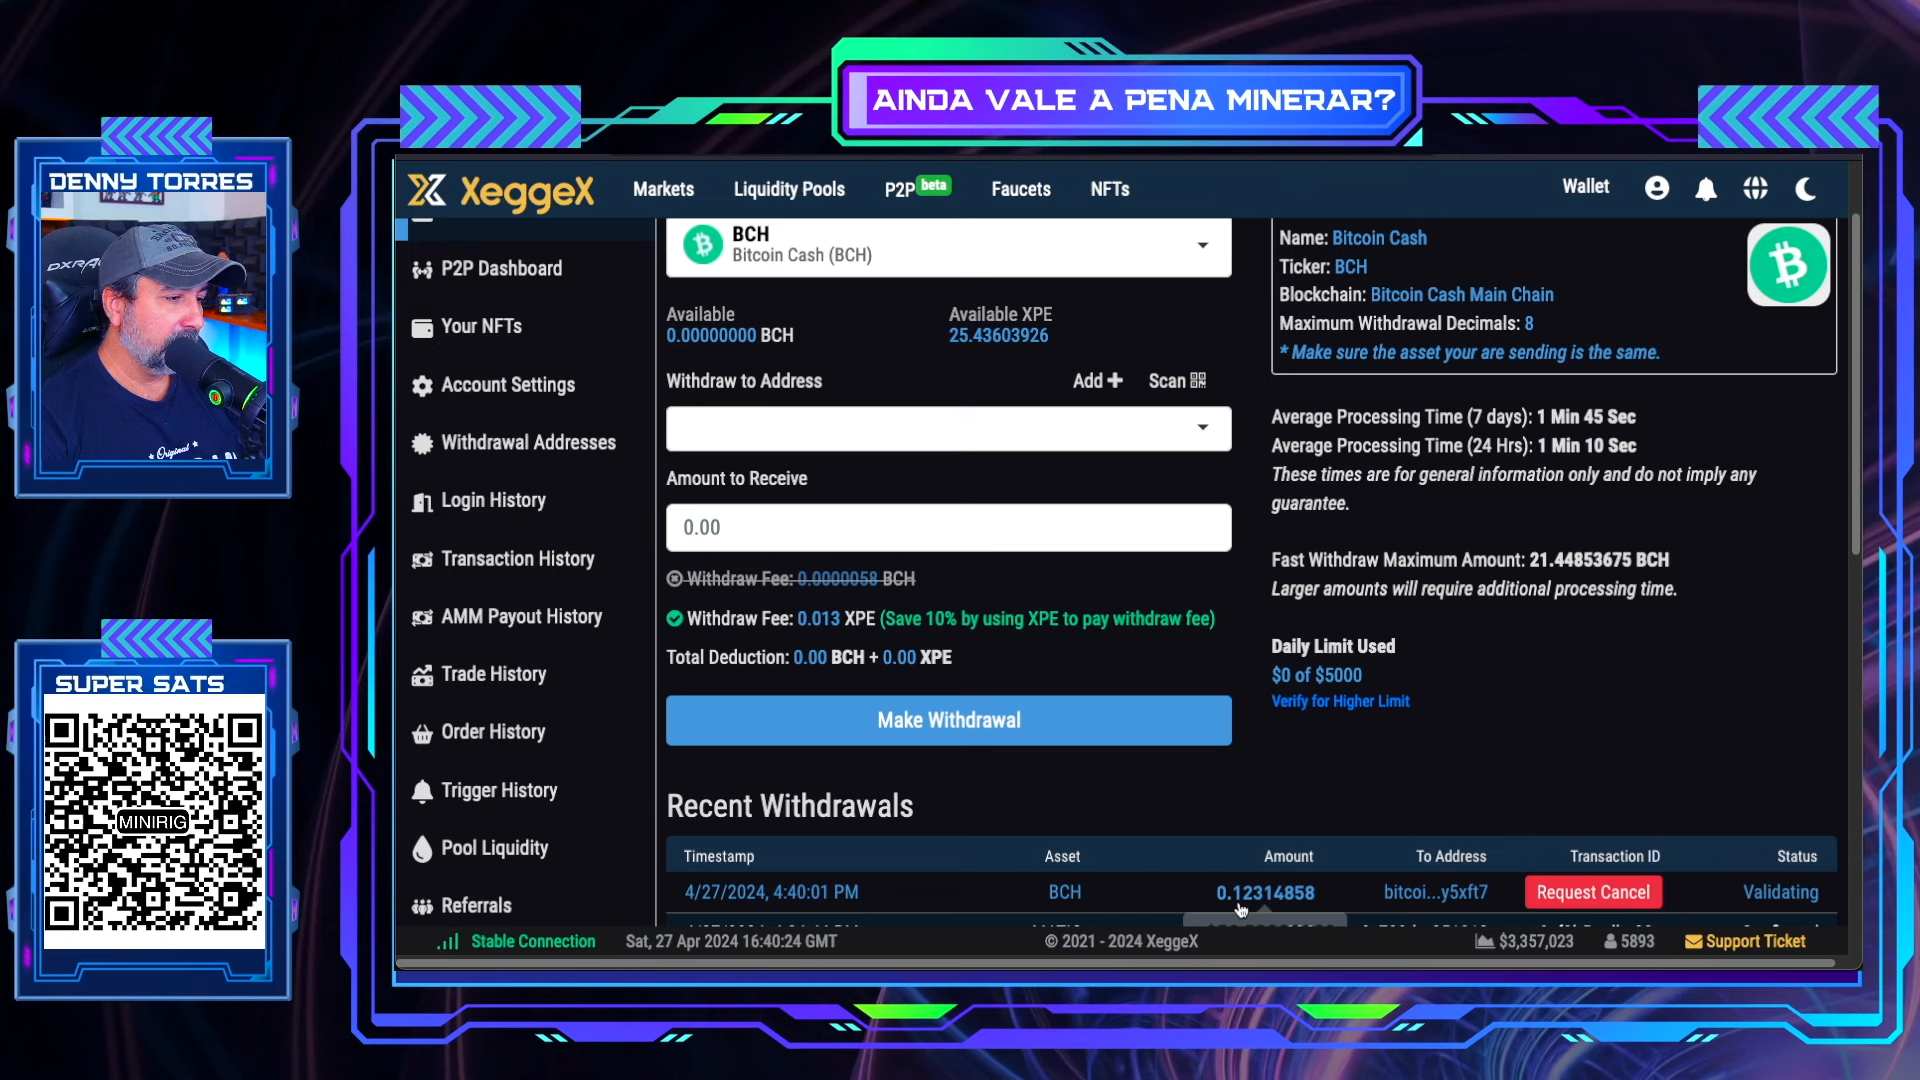 AINDA VALE A PENA MINERAR?
DENNY TORRES
DXRA
Original
SUPER SATS
MINIRIG
XeggeX
Markets
Liquidity Pools
P2P beta
Faucets
NFTs
Wallet
P2P Dashboard
Your NFTs
Account Settings
Withdrawal Addresses
Login History
Transaction History
AMM Payout History
Trade History
Order History
Trigger History
Pool Liquidity
Referrals
BCH
Bitcoin Cash (BCH)
Available
0.00000000 BCH
Available XPE
25.43603926
Withdraw to Address
Add
Scan
Amount to Receive
0.00
Withdraw Fee: 0.0000058 BCH
Withdraw Fee: 0.013 XPE (Save 10% by using XPE to pay withdraw fee)
Total Deduction: 0.00 BCH + 0.00 XPE
Make Withdrawal
Name: Bitcoin Cash
Ticker: BCH
Blockchain: Bitcoin Cash Main Chain
Maximum Withdrawal Decimals: 8
* Make sure the asset your are sending is the same.
Average Processing Time (7 days): 1 Min 45 Sec
Average Processing Time (24 Hrs): 1 Min 10 Sec
These times are for general information only and do not imply any
guarantee.
Fast Withdraw Maximum Amount: 21.44853675 BCH
Larger amounts will require additional processing time.
Daily Limit Used
$0 of $5000
Verify for Higher Limit
Recent Withdrawals
Timestamp Asset Amount To Address Transaction ID Status
4/27/2024, 4:40:01 PM BCH 0.12314858 bitcoi...y5xft7 Request Cancel Validating
Stable Connection Sat, 27 Apr 2024 16:40:24 GMT © 2021 - 2024 XeggeX $3,357,023 5893 Support Ticket